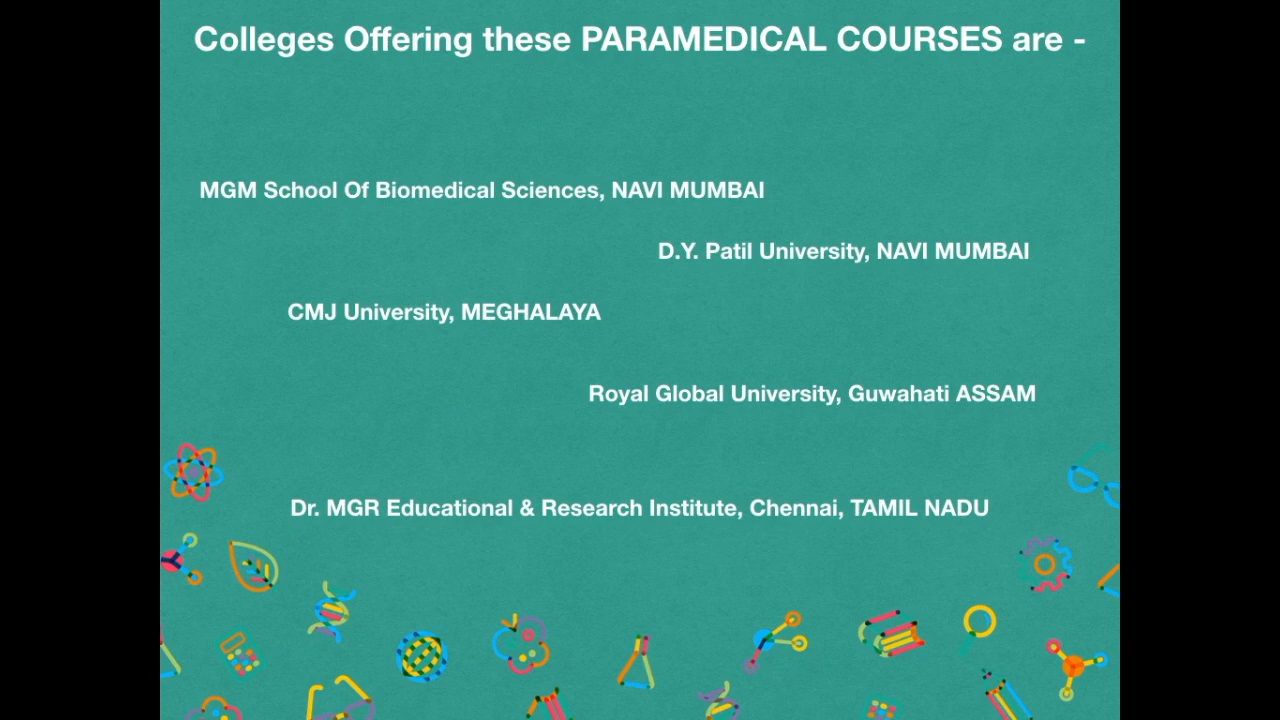 Colleges Offering these PARAMEDICAL COURSES are -
MGM School Of Biomedical Sciences, NAVI MUMBAI
D.Y. Patil University, NAVI MUMBAI
CMJ University, MEGHALAYA
Royal Global University, Guwahati ASSAM
Dr. MGR Educational & Research Institute, Chennai, TAMIL NADU